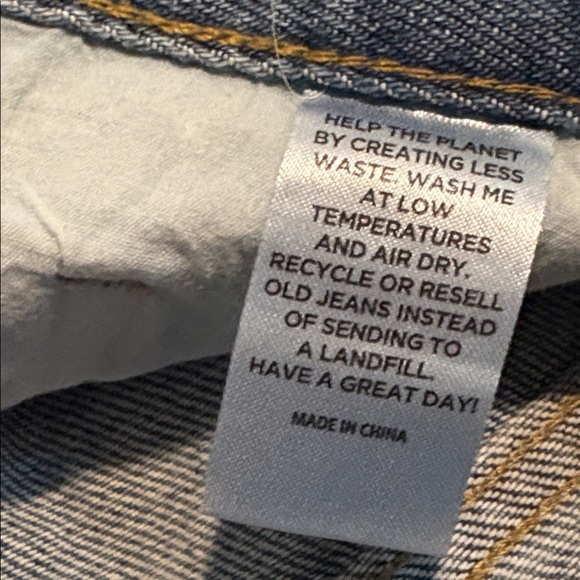 HELP THE PLANET
BY CREATING LESS
WASTE. WASH ME
AT LOW
TEMPERATURES
AND AIR DRY.
RECYCLE OR RESELL
OLD JEANS INSTEAD
OF SENDING TO
A LANDFILL.
HAVE A GREAT DAY!
MADE IN CHINA